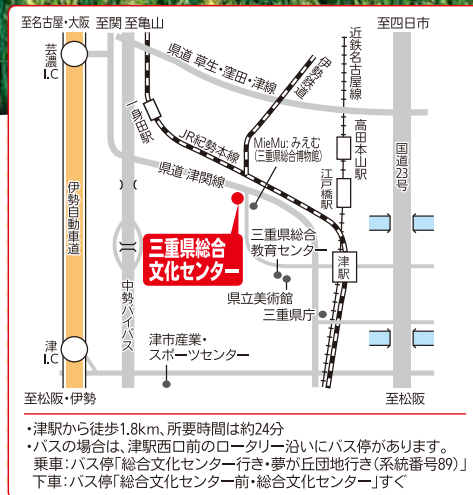 至名古屋・大阪
至関
至亀山
至四日市
芸濃
I.C
県道 草生・窪田・津線
伊勢鉄道
近鉄名古屋線
一身田駅
JR紀勢本線
MieMu:みえむ
(三重県総合博物館)
高田本山駅
江戸橋駅
国道23号
県道・津関線
伊勢自動車道
三重県総合
文化センター
三重県総合
教育センター
津駅
中勢バイパス
県立美術館
三重県庁
津
I.C
津市産業・
スポーツセンター
至松阪・伊勢
至松阪
・津駅から徒歩1.8km、所要時間は約24分
・バスの場合は、津駅西口前のロータリー沿いにバス停があります。
乗車:バス停「総合文化センター行き・夢が丘団地行き(系統番号89)」
下車:バス停「総合文化センター前・総合文化センター」すぐ